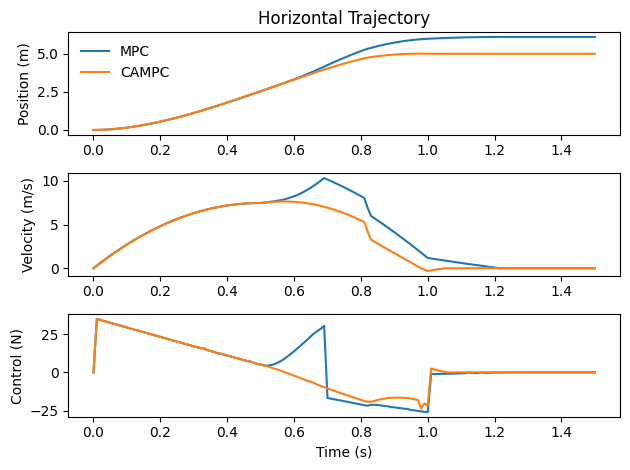 Horizontal Trajectory
Position (m)
5.0
2.5
0.0
MPC
CAMPC
0.0 0.2 0.4 0.6 0.8 1.0 1.2 1.4
Velocity (m/s)
10
5
0
0.0 0.2 0.4 0.6 0.8 1.0 1.2 1.4
Control (N)
25
0
−25
0.0 0.2 0.4 0.6 0.8 1.0 1.2 1.4
Time (s)